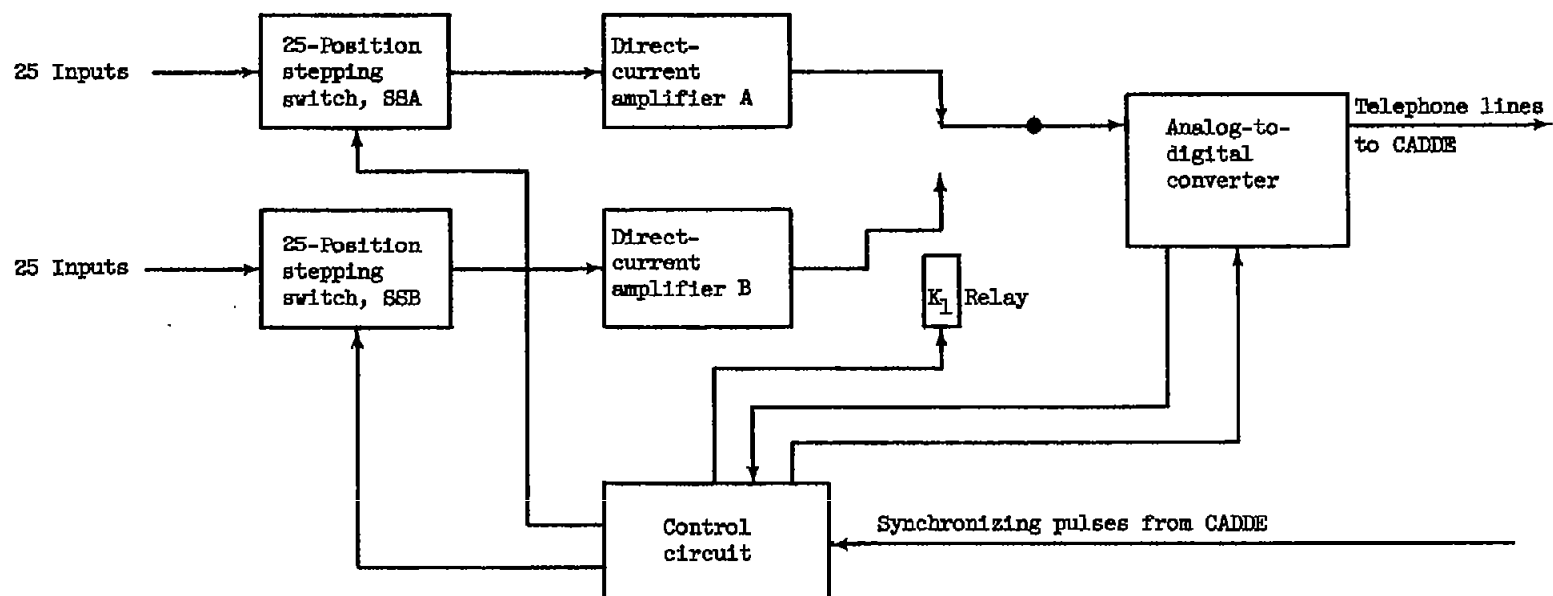 25 Inputs
25-Position
stepping
switch, SSA
Direct-
current
amplifier A
Analog-to-
digital
converter
Telephone lines
to CADDE
25 Inputs
25-Position
stepping
switch, SSB
Direct-
current
amplifier B
K1 Relay
Control
circuit
Synchronizing pulses from CADDE